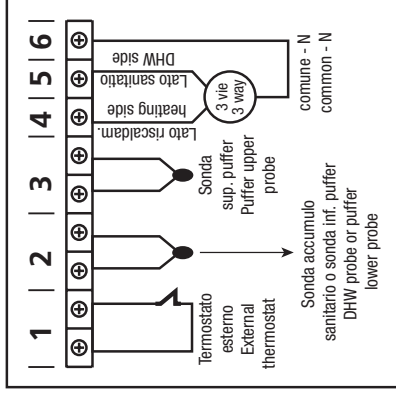 1 2 3 4 5 6
Termostato
esterno
External
thermostat
Sonda accumulo
sanitario o sonda inf. puffer
DHW probe or puffer
lower probe
Sonda
sup. puffer
Puffer upper
probe
Lato riscaldam.
heating side
Lato sanitatio
DHW side
3 vie
3 way
comune - N
common - N